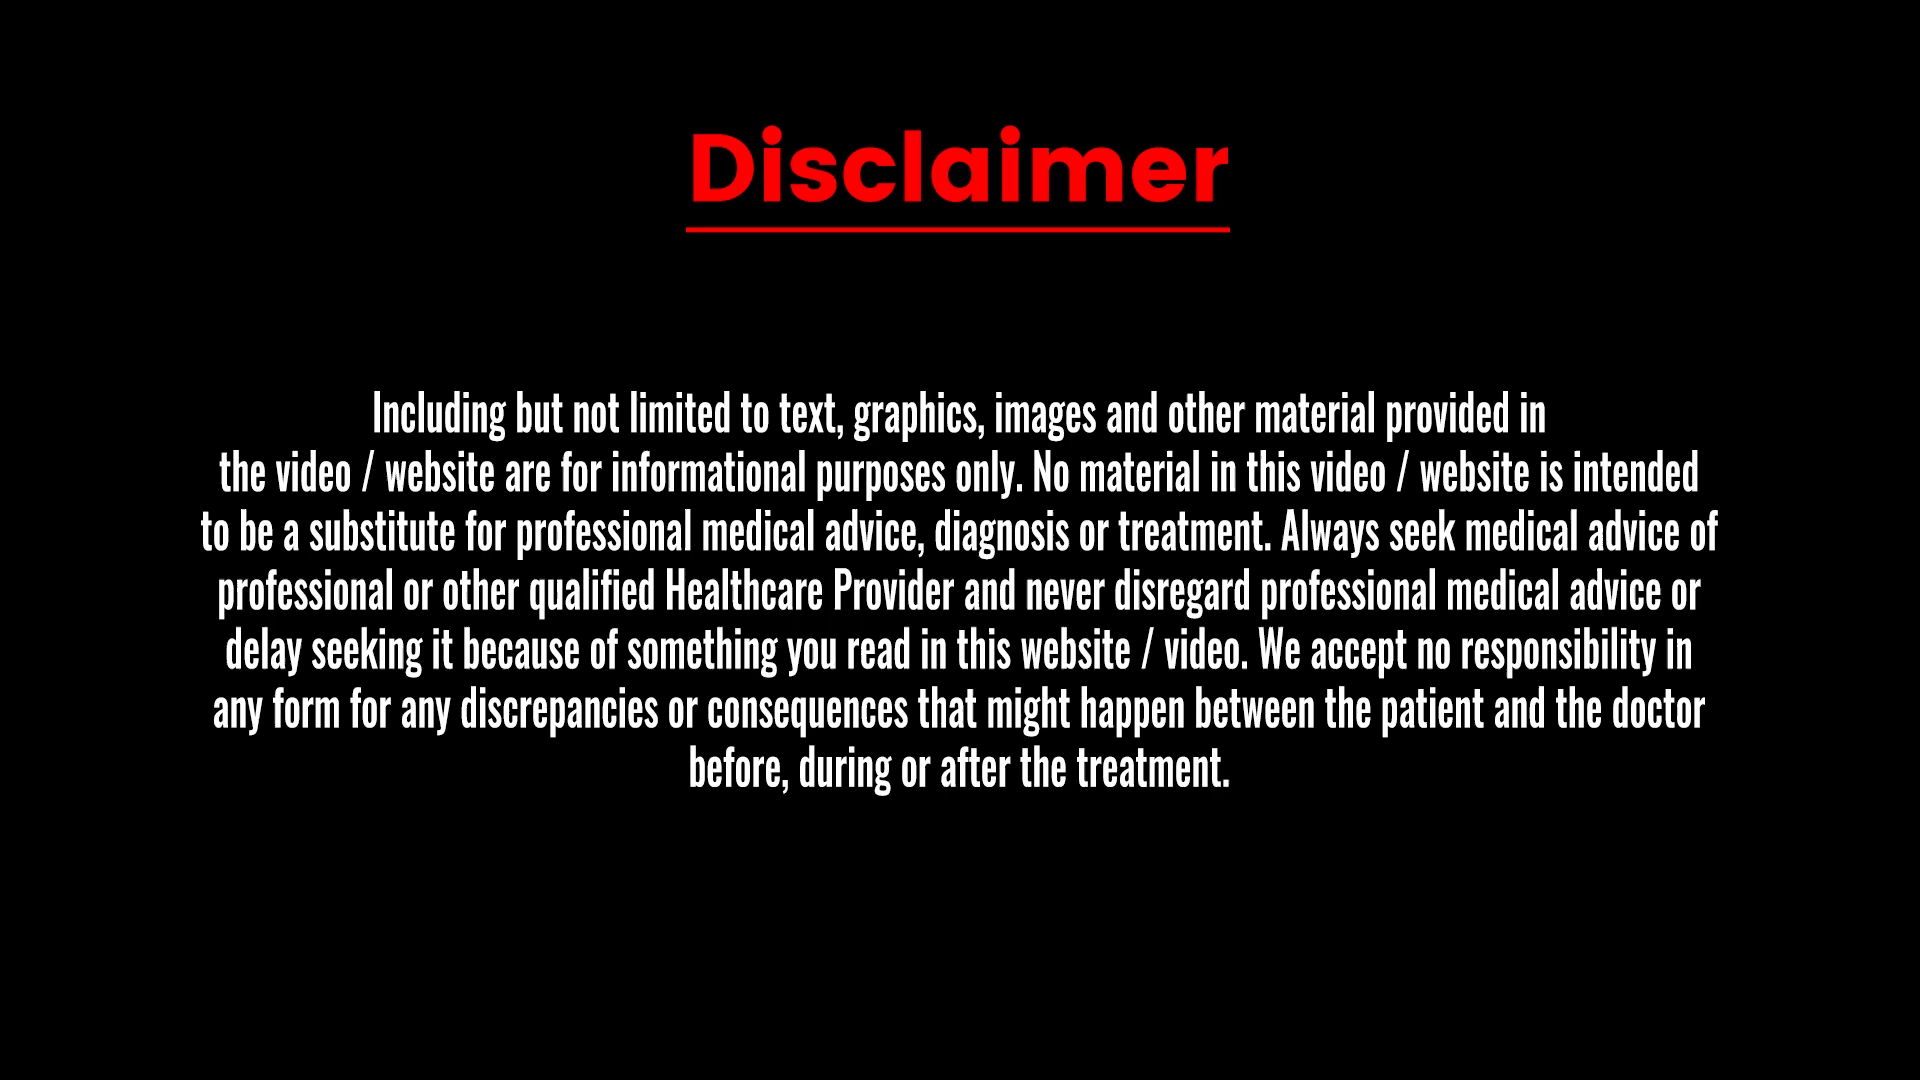 Disclaimer
Including but not limited to text, graphics, images and other material provided in
the video / website are for informational purposes only. No material in this video / website is intended
to be a substitute for professional medical advice, diagnosis or treatment. Always seek medical advice of
professional or other qualified Healthcare Provider and never disregard professional medical advice or
delay seeking it because of something you read in this website / video. We accept no responsibility in
any form for any discrepancies or consequences that might happen between the patient and the doctor
before, during or after the treatment.